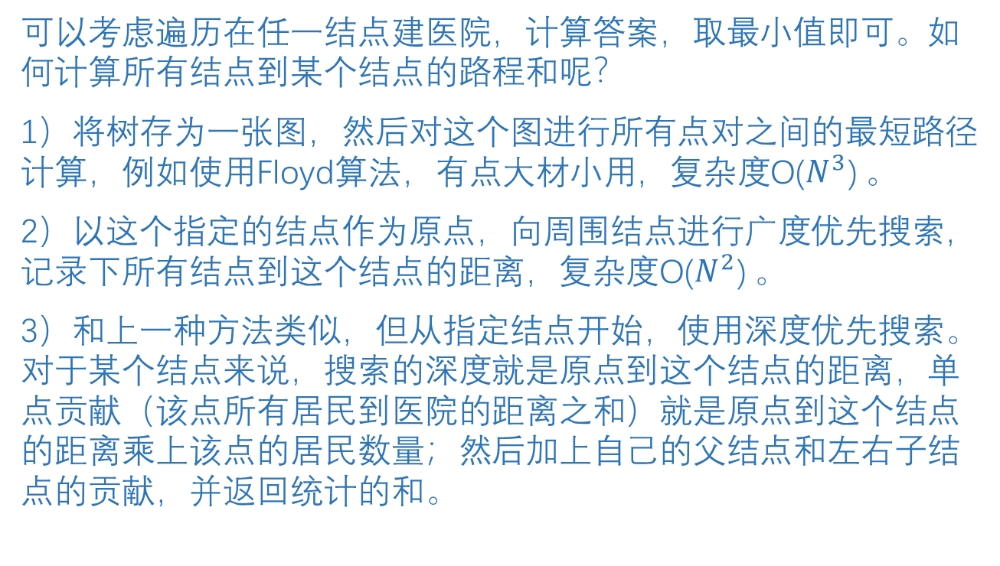 可以考虑遍历在任一结点建医院，计算答案，取最小值即可。如
何计算所有结点到某个结点的路程和呢？
1）将树存为一张图，然后对这个图进行所有点对之间的最短路径
计算，例如使用Floyd算法，有点大材小用，复杂度O(𝑁³) 。
2）以这个指定的结点作为原点，向周围结点进行广度优先搜索，
记录下所有结点到这个结点的距离，复杂度O(𝑁²) 。
3）和上一种方法类似，但从指定结点开始，使用深度优先搜索。
对于某个结点来说，搜索的深度就是原点到这个结点的距离，单
点贡献（该点所有居民到医院的距离之和）就是原点到这个结点
的距离乘上该点的居民数量；然后加上自己的父结点和左右子结
点的贡献，并返回统计的和。